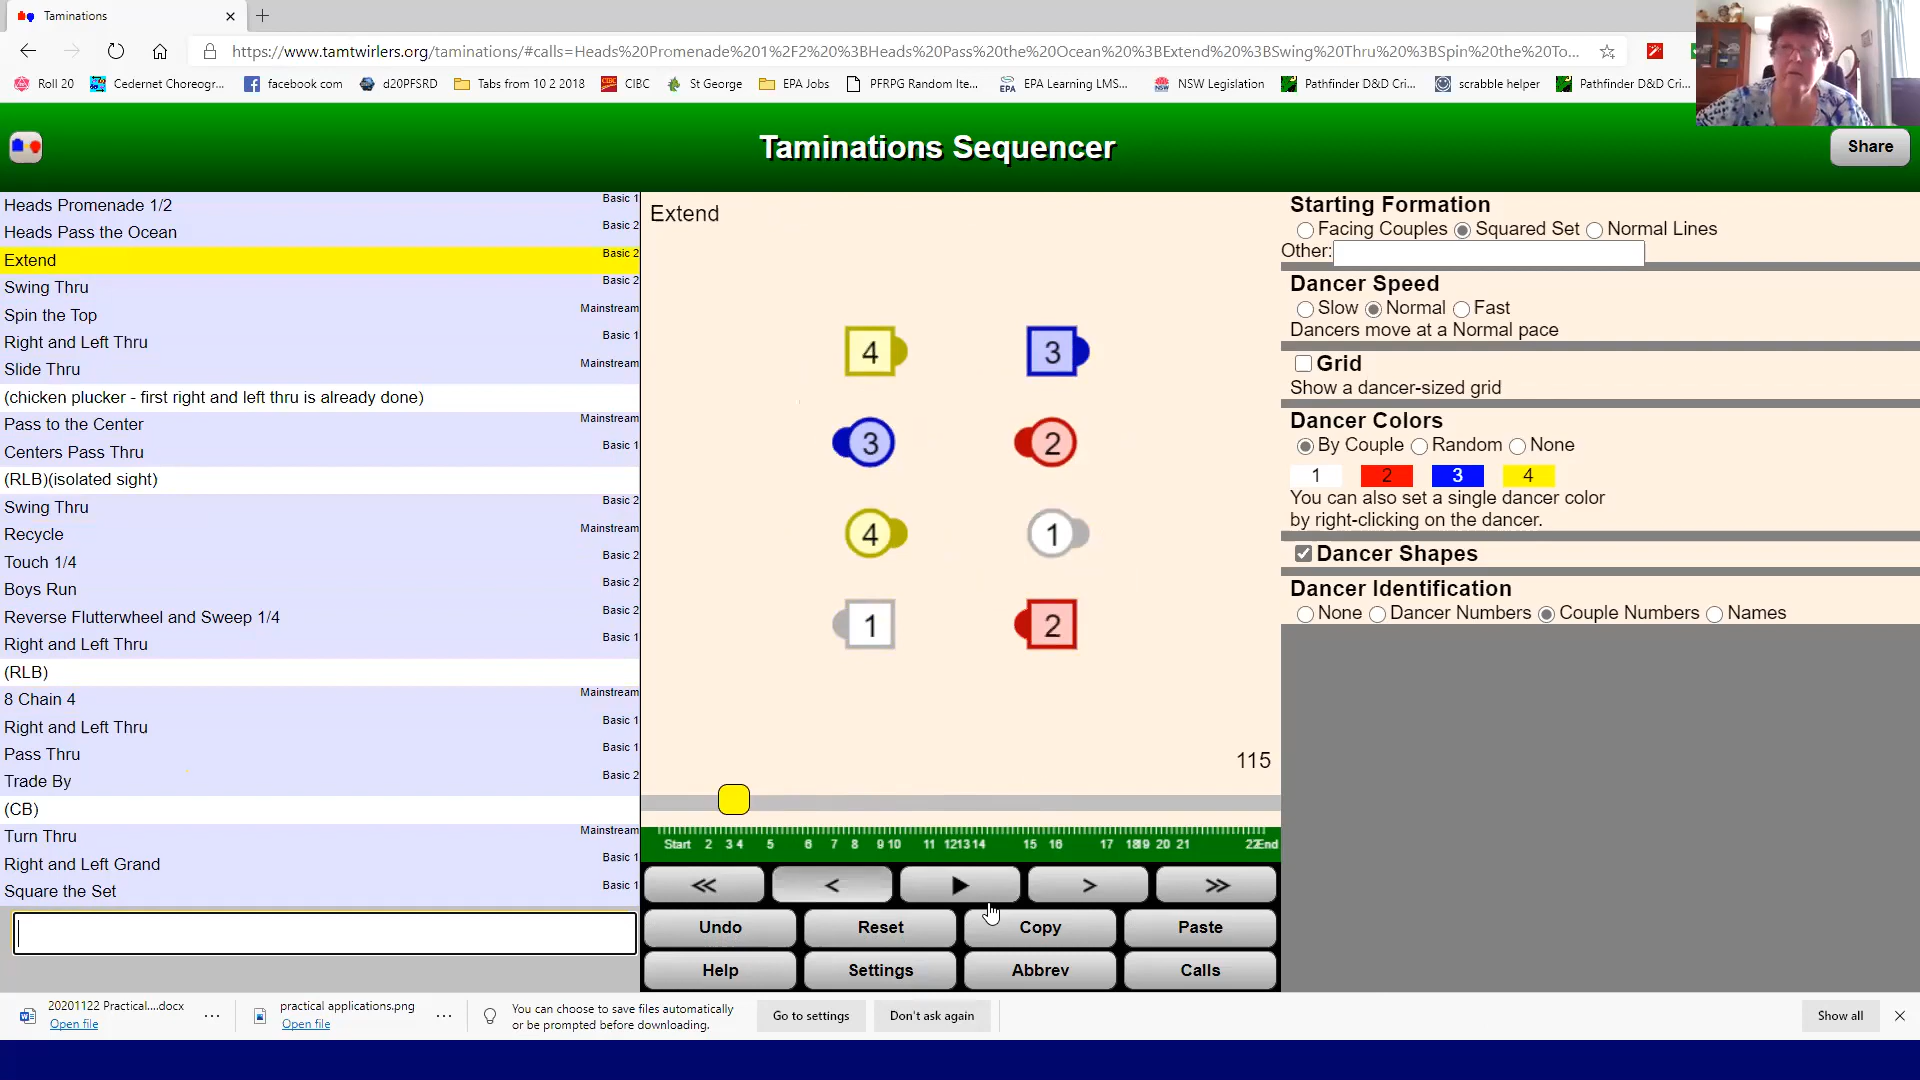 Taminations
https://www.tamtwirlers.org/taminations/#calls=Heads%20Promenade%201%2F2%20%3BHeads%20Pass%20the%20Ocean%20%3BExtend%20%3BSwing%20Thru%20%3BSpin%20the%20To...
Roll 20 Cedernet Choreogr... facebook.com d20PFSRD Tabs from 10 2 2018 CIBC St George EPA Jobs PFRPG Random Ite... EPA Learning LMS... NSW Legislation Pathfinder D&D Cri... scrabble helper Pathfinder D&D Cri...
Taminations Sequencer
Share
Heads Promenade 1/2 Basic 1
Heads Pass the Ocean Basic 2
Extend Basic 2
Swing Thru Basic 2
Spin the Top Mainstream
Right and Left Thru Basic 1
Slide Thru Mainstream
(chicken plucker - first right and left thru is already done)
Pass to the Center Mainstream
Centers Pass Thru Basic 1
(RLB)(isolated sight)
Swing Thru Basic 2
Recycle Mainstream
Touch 1/4 Basic 2
Boys Run Basic 2
Reverse Flutterwheel and Sweep 1/4 Basic 2
Right and Left Thru Basic 1
(RLB)
8 Chain 4 Mainstream
Right and Left Thru Basic 1
Pass Thru Basic 1
Trade By Basic 2
(CB)
Turn Thru Mainstream
Right and Left Grand Basic 1
Square the Set Basic 1
Extend
4 3
3 2
4 1
1 2
115
Start 2 3 4 5 6 7 8 9 10 11 12 13 14 15 16 17 18 19 20 21 22 End
<< < > >>
Undo Reset Copy Paste
Help Settings Abbrev Calls
Starting Formation
Facing Couples Squared Set Normal Lines
Other:
Dancer Speed
Slow Normal Fast
Dancers move at a Normal pace
Grid
Show a dancer-sized grid
Dancer Colors
By Couple Random None
1 2 3 4
You can also set a single dancer color
by right-clicking on the dancer.
Dancer Shapes
Dancer Identification
None Dancer Numbers Couple Numbers Names
20201122 Practical....docx
Open file
practical applications.png
Open file
You can choose to save files automatically
or be prompted before downloading.
Go to settings
Don't ask again
Show all